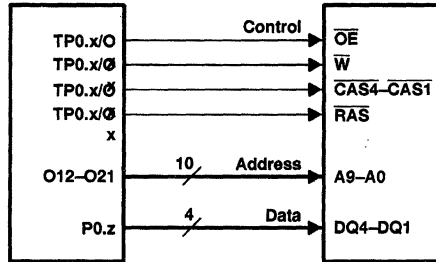 Control
TP0.x/O OE
TP0.x/ W
TP0.x/ CAS4–CAS1
TP0.x/ RAS
x
O12–O21 10 Address A9–A0
P0.z 4 Data DQ4–DQ1